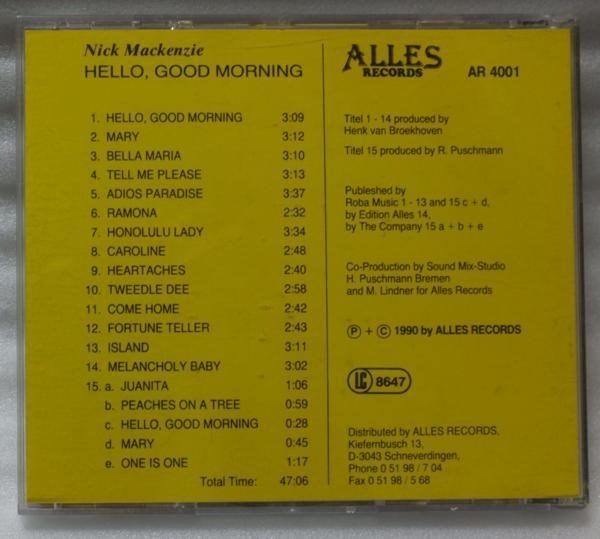 Nick Mackenzie
HELLO, GOOD MORNING
1. HELLO, GOOD MORNING 3:09
2. MARY 3:12
3. BELLA MARIA 3:10
4. TELL ME PLEASE 3:13
5. ADIOS PARADISE 3:37
6. RAMONA 2:32
7. HONOLULU LADY 3:34
8. CAROLINE 2:48
9. HEARTACHES 2:40
10. TWEEDLE DEE 2:58
11. COME HOME 2:42
12. FORTUNE TELLER 2:43
13. ISLAND 3:11
14. MELANCHOLY BABY 3:02
15. a. JUANITA 1:06
b. PEACHES ON A TREE 0:59
c. HELLO, GOOD MORNING 0:28
d. MARY 0:45
e. ONE IS ONE 1:17
Total Time: 47:06
ALLES
RECORDS
AR 4001
Titel 1 - 14 produced by
Henk van Broekhoven
Titel 15 produced by R. Puschmann
Publeshed by
Roba Music 1 - 13 and 15 c + d,
by Edition Alles 14,
by The Company 15 a + b + e
Co-Production by Sound Mix-Studio
H. Puschmann Bremen
and M. Lindner for Alles Records
Ⓟ + Ⓒ 1990 by ALLES RECORDS
LC 8647
Distributed by ALLES RECORDS,
Kiefernbusch 13,
D-3043 Schneverdingen,
Phone 0 51 98 / 7 04
Fax 0 51 98 / 5 68